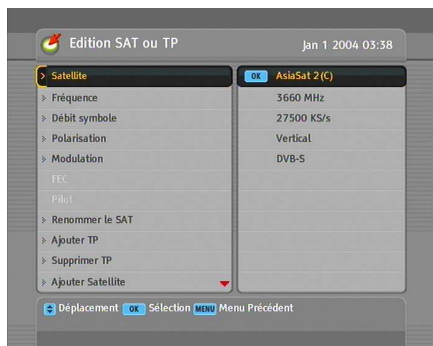 Edition SAT ou TP Jan 1 2004 03:38
Satellite OK AsiaSat 2 (C)
Fréquence 3660 MHz
Débit symbole 27500 KS/s
Polarisation Vertical
Modulation DVB-S
FEC
Pilot
Renommer le SAT
Ajouter TP
Supprimer TP
Ajouter Satellite
Déplacement OK Sélection MENU Menu Précédent